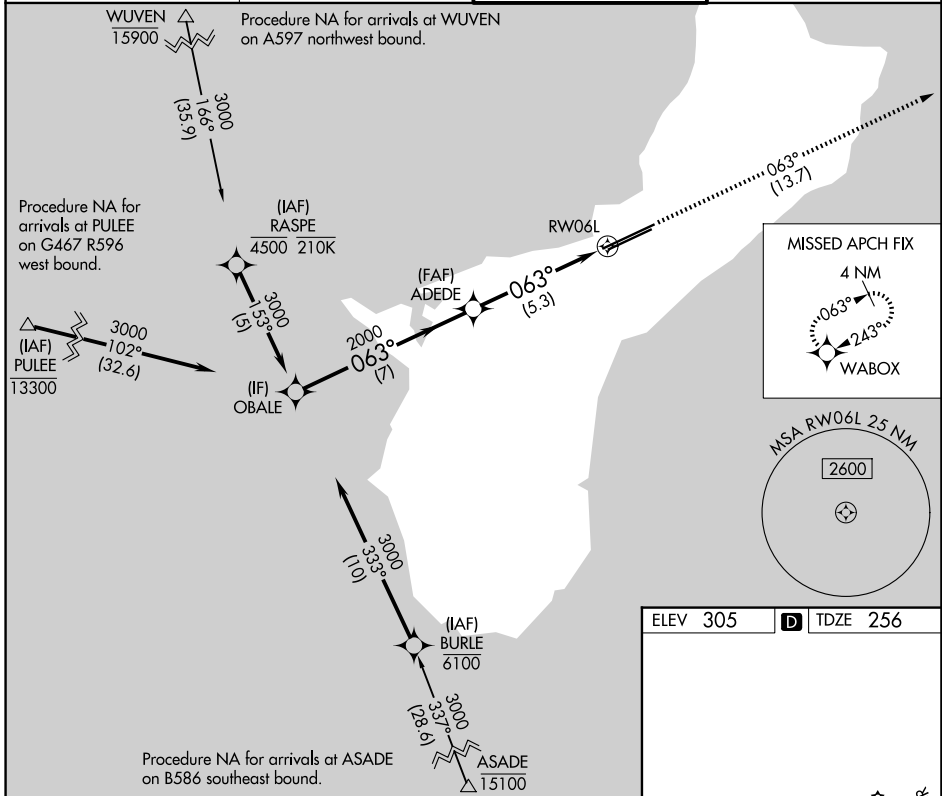 WUVEN
15900
Procedure NA for arrivals at WUVEN
on A597 northwest bound.
3000
166°
(35.9)
063°
(13.7)
Procedure NA for
arrivals at PULEE
on G467 R596
west bound.
(IAF)
RASPE
4500 210K
RW06L
MISSED APCH FIX
4 NM
063°
243°
WABOX
(FAF)
ADEDE
063°
(5.3)
3000
153°
(5)
2000
063°
(7)
3000
102°
(32.6)
(IAF)
PULEE
13300
(IF)
OBALE
MSA RW06L 25 NM
2600
3000
333°
(10)
(IAF)
BURLE
6100
ELEV 305 D TDZE 256
3000
337°
(28.6)
Procedure NA for arrivals at ASADE
on B586 southeast bound.
ASADE
15100